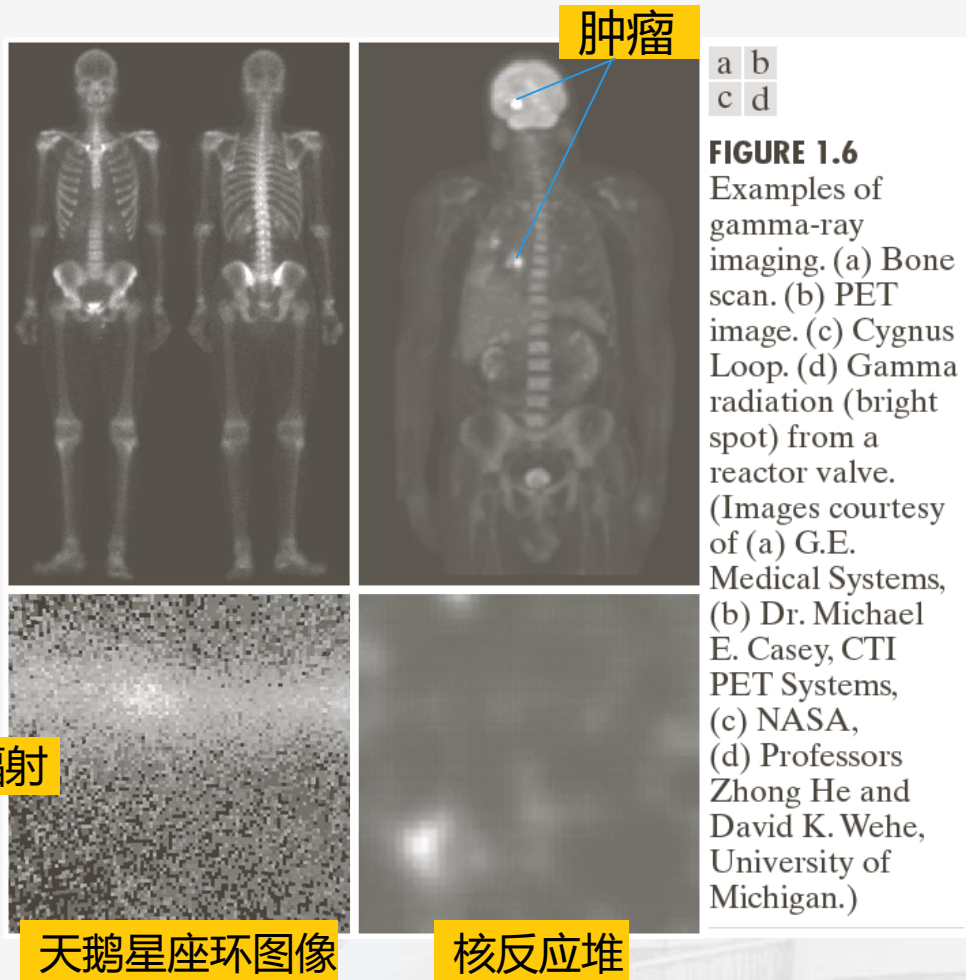 肿瘤
a b
c d
FIGURE 1.6
Examples of
gamma-ray
imaging. (a) Bone
scan. (b) PET
image. (c) Cygnus
Loop. (d) Gamma
radiation (bright
spot) from a
reactor valve.
(Images courtesy
of (a) G.E.
Medical Systems,
(b) Dr. Michael
E. Casey, CTI
PET Systems,
(c) NASA,
(d) Professors
Zhong He and
David K. Wehe,
University of
Michigan.)
射
天鹅星座环图像
核反应堆